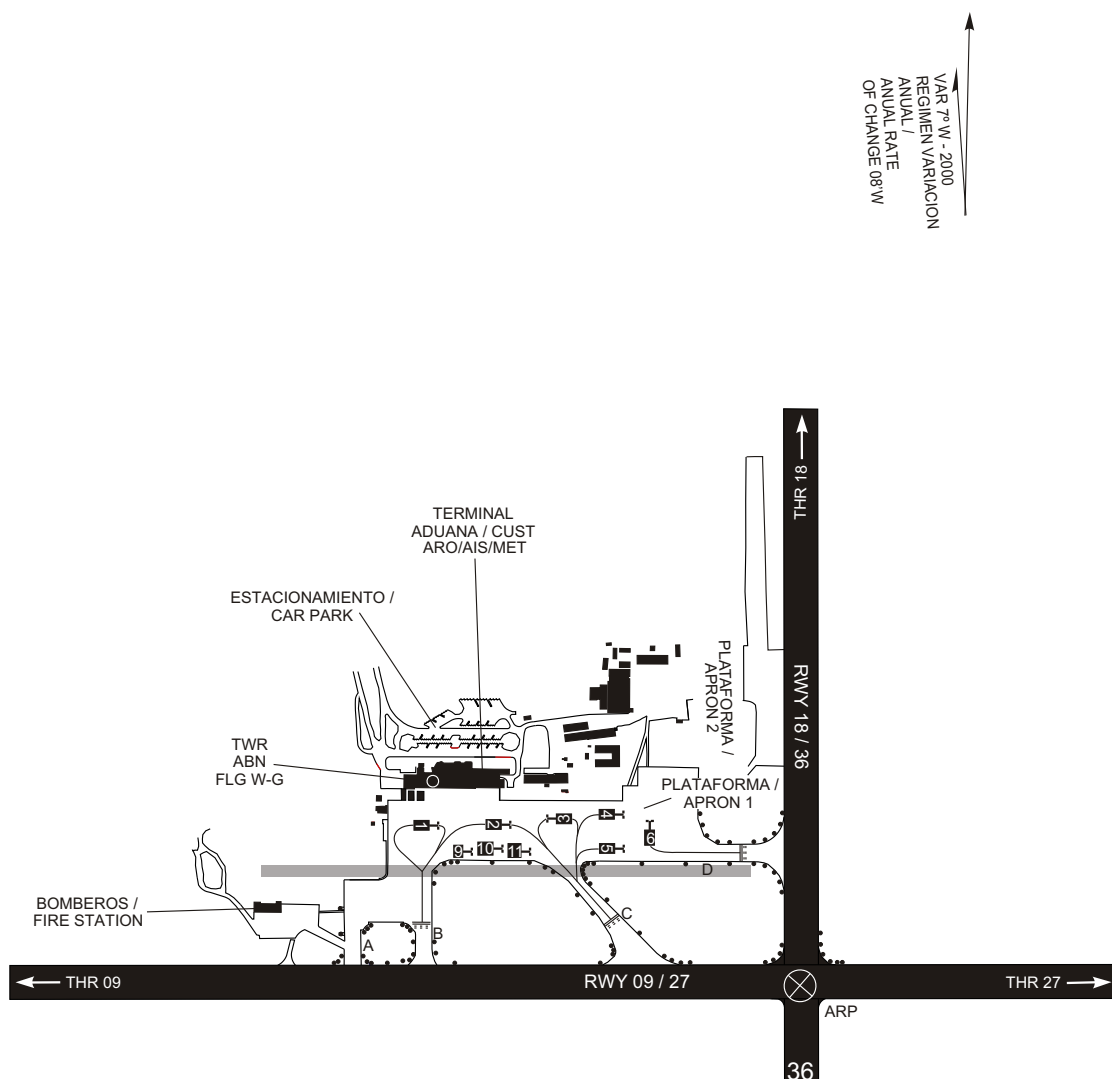 VAR 7º W - 2000
REGIMEN VARIACION
ANUAL /
ANUAL RATE
OF CHANGE 08'W
THR 18
TERMINAL
ADUANA / CUST
ARO/AIS/MET
ESTACIONAMIENTO /
CAR PARK
PLATAFORMA /
APRON 2
RWY 18 / 36
TWR
ABN
FLG W-G
PLATAFORMA /
APRON 1
1
2
3
4
5
6
9
10
11
D
BOMBEROS /
FIRE STATION
A
B
C
THR 09
RWY 09 / 27
THR 27
ARP
36